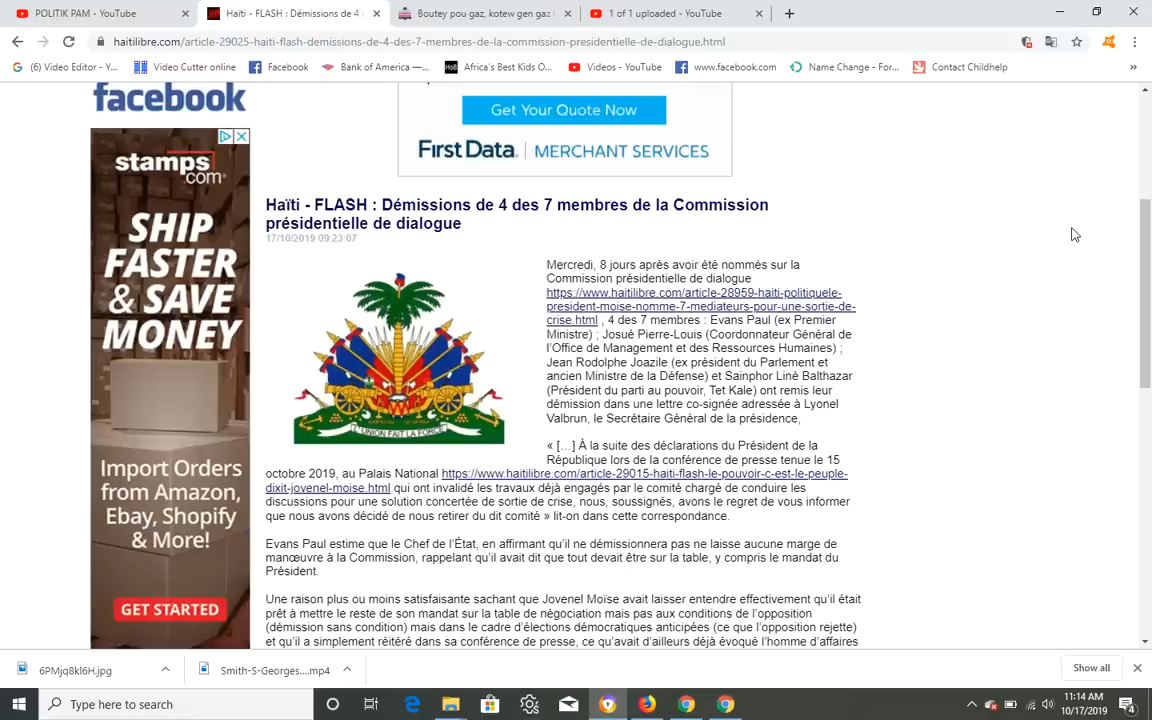 POLITIK PAM - YouTube
Haïti - FLASH : Démissions de 4
Boutey pou gaz, kotew gen gaz
1 of 1 uploaded - YouTube
haitilibre.com/article-29025-haiti-flash-demissions-de-4-des-7-membres-de-la-commission-presidentielle-de-dialogue.html
(6) Video Editor - Y...
Video Cutter online
Facebook
Bank of America —...
Africa's Best Kids O...
Videos - YouTube
www.facebook.com
Name Change - For...
Contact Childhelp
facebook
Get Your Quote Now
First Data. | MERCHANT SERVICES
stamps.com
SHIP
FASTER
& SAVE
MONEY
Import Orders
from Amazon,
Ebay, Shopify
& More!
GET STARTED
Haïti - FLASH : Démissions de 4 des 7 membres de la Commission
présidentielle de dialogue
17/10/2019 09:23:07
L'UNION FAIT LA FORCE
Mercredi, 8 jours après avoir été nommés sur la
Commission présidentielle de dialogue
https://www.haitilibre.com/article-28959-haiti-politiquele-
president-moise-nomme-7-mediateurs-pour-une-sortie-de-
crise.html , 4 des 7 membres : Evans Paul (ex Premier
Ministre) ; Josué Pierre-Louis (Coordonnateur Général de
l'Office de Management et des Ressources Humaines) ;
Jean Rodolphe Joazile (ex président du Parlement et
ancien Ministre de la Défense) et Sainphor Liné Balthazar
(Président du parti au pouvoir, Tet Kale) ont remis leur
démission dans une lettre co-signée adressée à Lyonel
Valbrun, le Secrétaire Général de la présidence,
« […] À la suite des déclarations du Président de la
République lors de la conférence de presse tenue le 15
octobre 2019, au Palais National https://www.haitilibre.com/article-29015-haiti-flash-le-pouvoir-c-est-le-peuple-
dixit-jovenel-moise.html qui ont invalidé les travaux déjà engagés par le comité chargé de conduire les
discussions pour une solution concertée de sortie de crise, nous, soussignés, avons le regret de vous informer
que nous avons décidé de nous retirer du dit comité » lit-on dans cette correspondance.
Evans Paul estime que le Chef de l'État, en affirmant qu'il ne démissionnera pas ne laisse aucune marge de
manœuvre à la Commission, rappelant qu'il avait dit que tout devait être sur la table, y compris le mandat du
Président.
Une raison plus ou moins satisfaisante sachant que Jovenel Moïse avait laisser entendre effectivement qu'il était
prêt à mettre le reste de son mandat sur la table de négociation mais pas aux conditions de l'opposition
(démission sans condition) mais dans le cadre d'élections démocratiques anticipées (ce que l'opposition rejette)
et qu'il a simplement réitéré dans sa conférence de presse, ce qu'avait d'ailleurs déjà évoqué l'homme d'affaires
6PMjq8kl6H.jpg
Smith-S-Georges....mp4
Show all
Type here to search
11:14 AM
10/17/2019
4